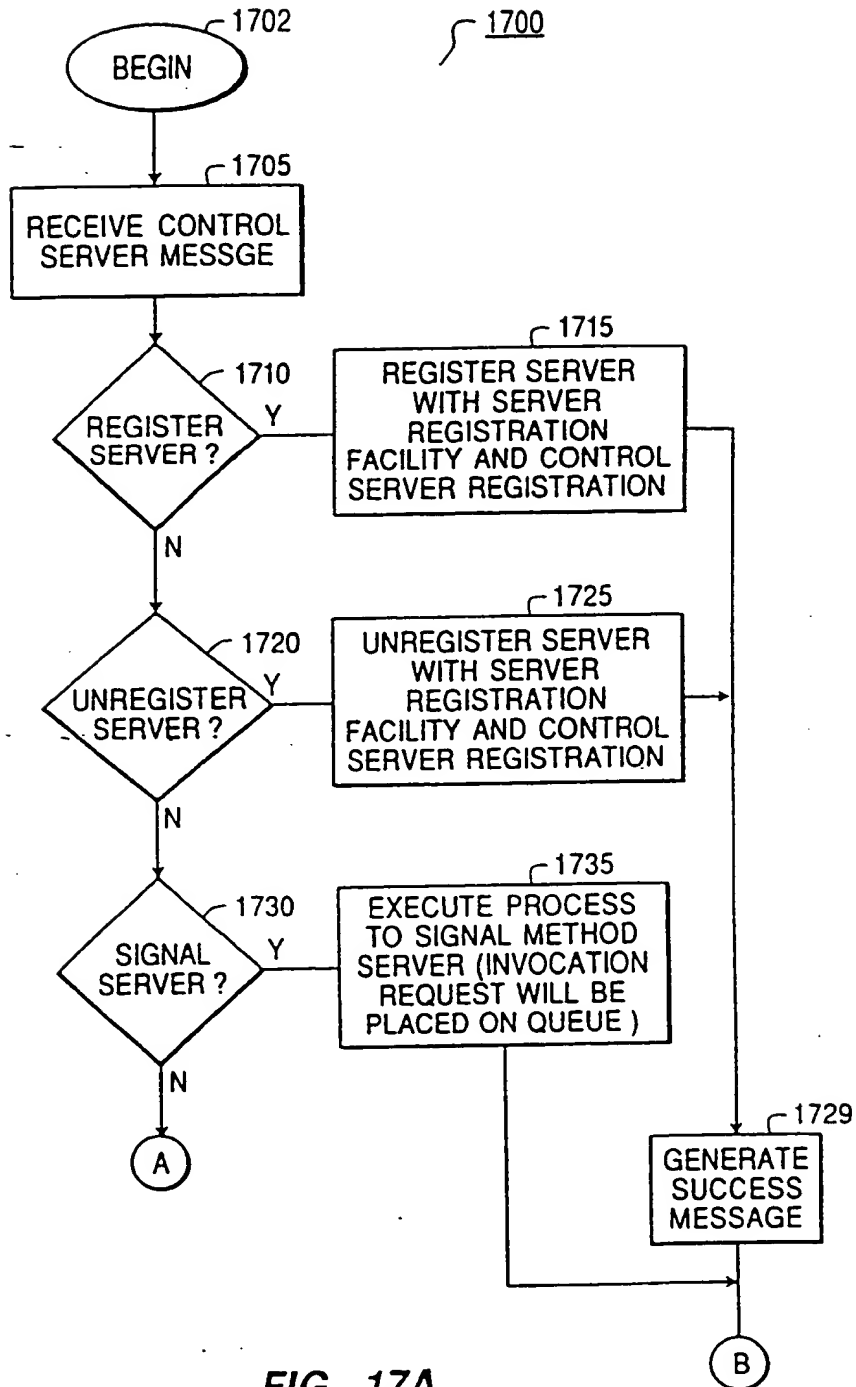 1702
1700
BEGIN
1705
RECEIVE CONTROL
SERVER MESSGE
1710
REGISTER
SERVER ?
Y
N
1715
REGISTER SERVER
WITH SERVER
REGISTRATION
FACILITY AND CONTROL
SERVER REGISTRATION
1720
UNREGISTER
SERVER ?
Y
N
1725
UNREGISTER SERVER
WITH SERVER
REGISTRATION
FACILITY AND CONTROL
SERVER REGISTRATION
1730
SIGNAL
SERVER ?
Y
N
1735
EXECUTE PROCESS
TO SIGNAL METHOD
SERVER (INVOCATION
REQUEST WILL BE
PLACED ON QUEUE )
A
1729
GENERATE
SUCCESS
MESSAGE
B
FIG. 17A